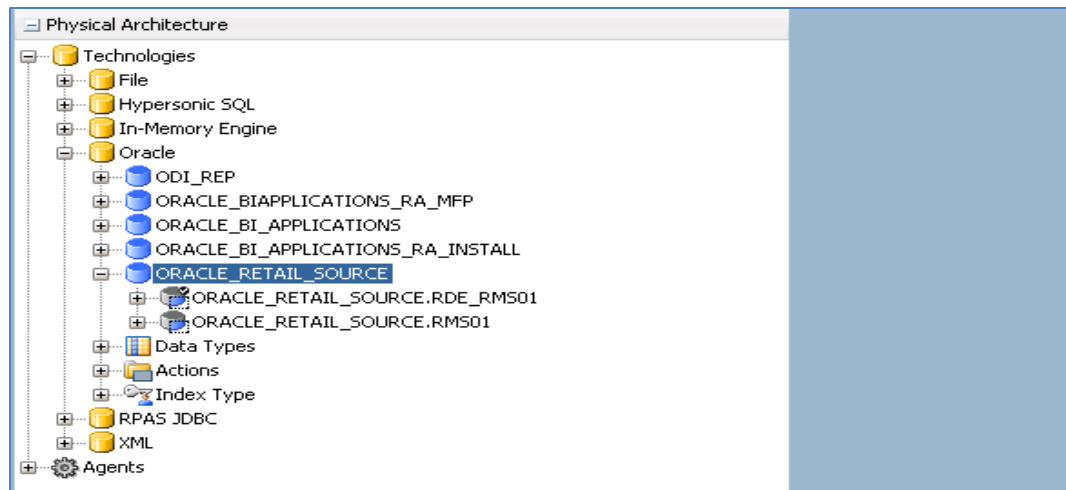 Physical Architecture
Technologies
File
Hypersonic SQL
In-Memory Engine
Oracle
ODI_REP
ORACLE_BIAPPLICATIONS_RA_MFP
ORACLE_BI_APPLICATIONS
ORACLE_BI_APPLICATIONS_RA_INSTALL
ORACLE_RETAIL_SOURCE
ORACLE_RETAIL_SOURCE.RDE_RMS01
ORACLE_RETAIL_SOURCE.RMS01
Data Types
Actions
Index Type
RPAS JDBC
XML
Agents